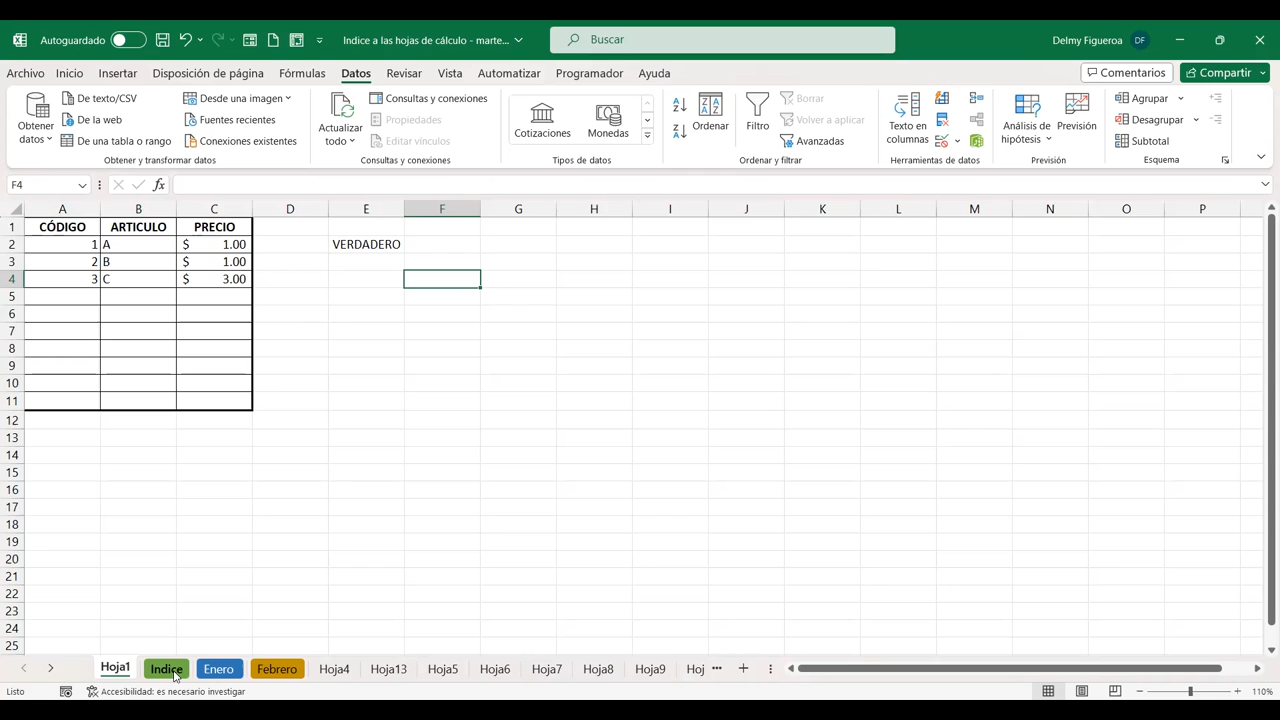 Autoguardado Indice a las hojas de cálculo - marte... Buscar Delmy Figueroa DF
Archivo Inicio Insertar Disposición de página Fórmulas Datos Revisar Vista Automatizar Programador Ayuda Comentarios Compartir
Obtener datos
De texto/CSV
De la web
De una tabla o rango
Desde una imagen
Fuentes recientes
Conexiones existentes
Obtener y transformar datos
Actualizar todo
Consultas y conexiones
Propiedades
Editar vínculos
Consultas y conexiones
Cotizaciones
Monedas
Tipos de datos
Ordenar
Filtro
Borrar
Volver a aplicar
Avanzadas
Ordenar y filtrar
Texto en columnas
Herramientas de datos
Análisis de hipótesis
Previsión
Previsión
Agrupar
Desagrupar
Subtotal
Esquema
F4 fx
A B C D E F G H I J K L M N O P
1 CÓDIGO ARTICULO PRECIO
2 1 A $ 1.00 VERDADERO
3 2 B $ 1.00
4 3 C $ 3.00
5
6
7
8
9
10
11
12
13
14
15
16
17
18
19
20
21
22
23
24
25
Hoja1 Indice Enero Febrero Hoja4 Hoja13 Hoja5 Hoja6 Hoja7 Hoja8 Hoja9 Hoj ...
Listo Accesibilidad: es necesario investigar 110%